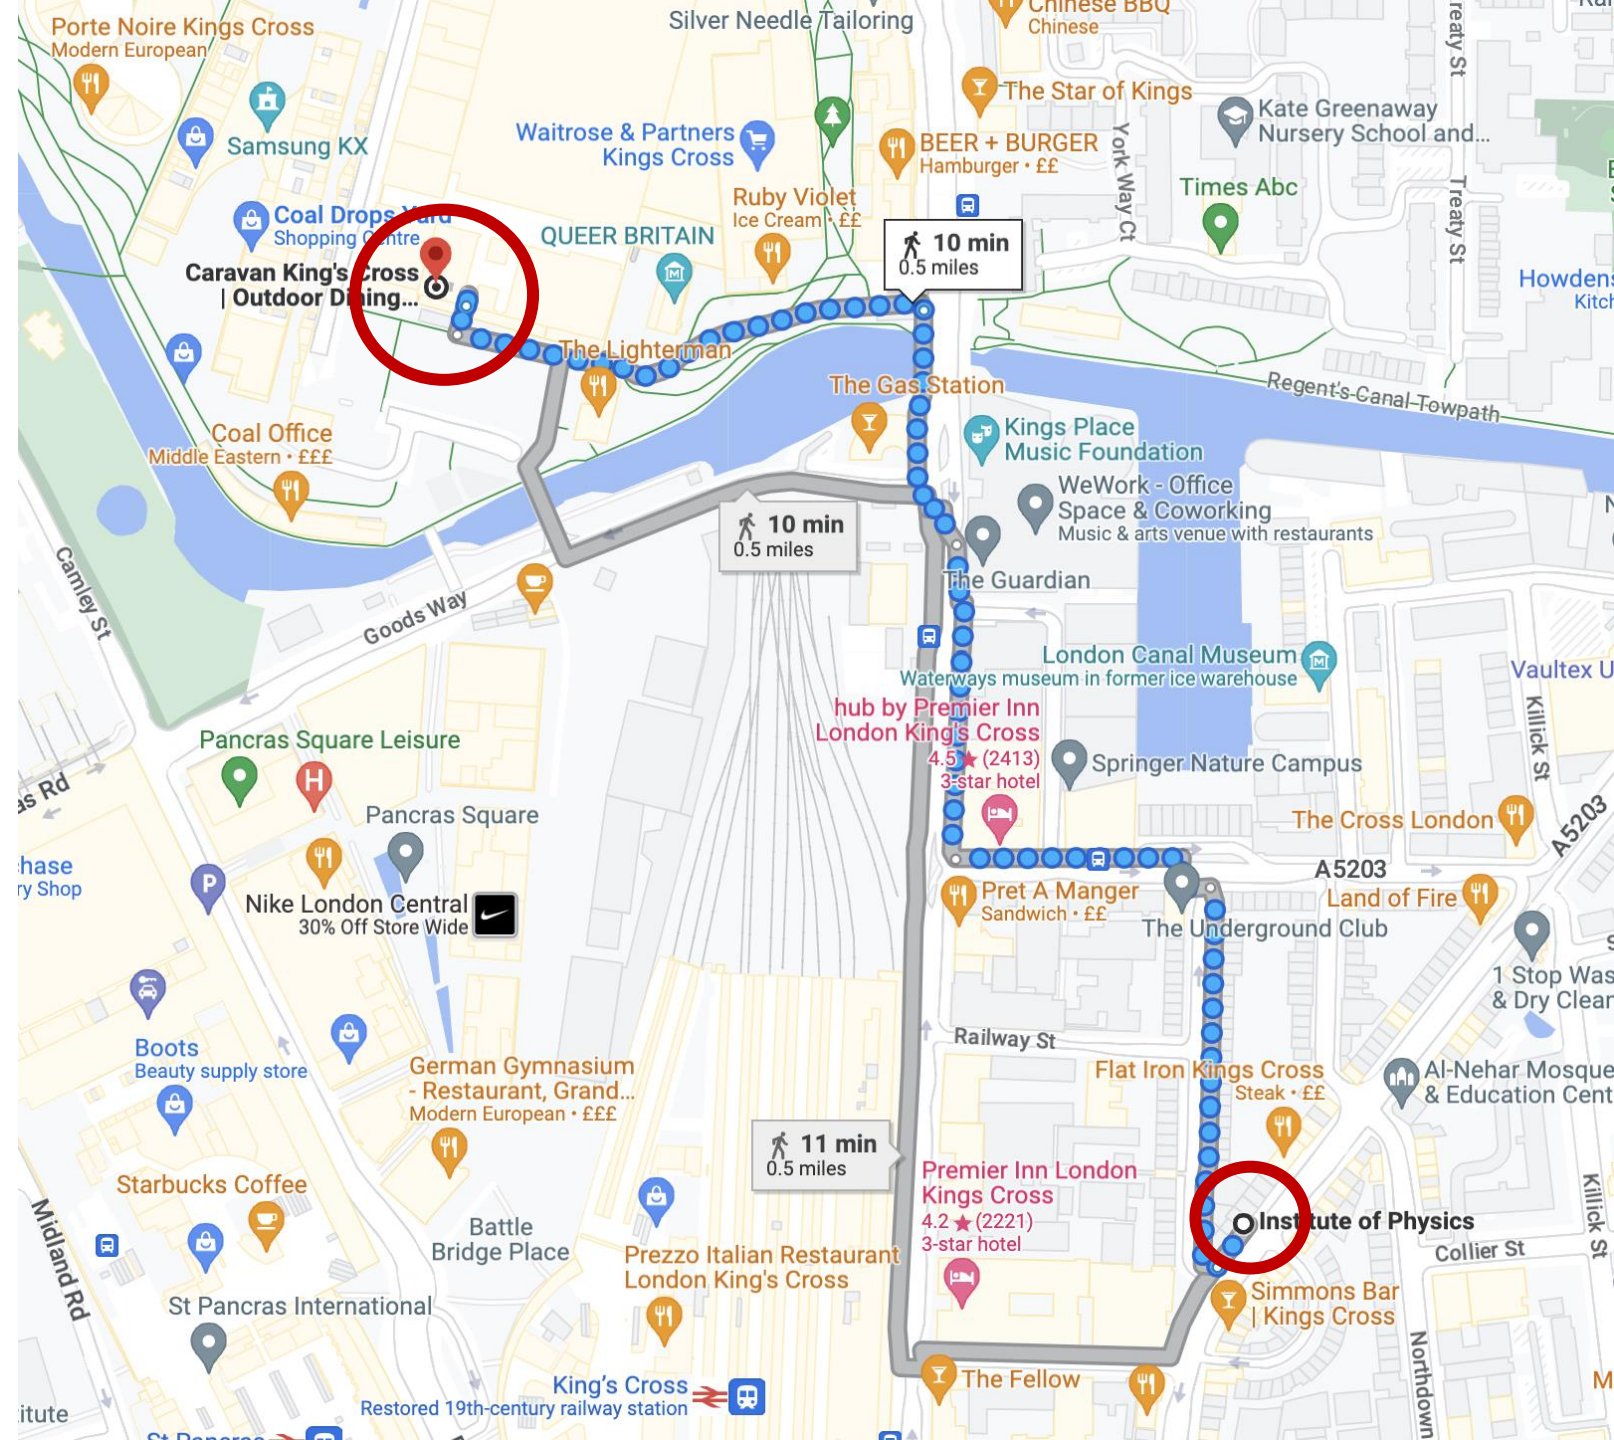 Porte Noire Kings Cross
Modern European
Silver Needle Tailoring
Chinese BBQ
Chinese
Treaty St
Samsung KX
Waitrose & Partners
Kings Cross
The Star of Kings
BEER + BURGER
Hamburger • ££
York Way Ct
Kate Greenaway
Nursery School and...
Times Abc
Treaty St
Coal Drops Yard
Shopping Centre
Ruby Violet
Ice Cream • ££
QUEER BRITAIN
10 min
0.5 miles
Caravan King's Cross
| Outdoor Dining...
Howdens
Kitch
The Lighterman
The Gas Station
Regent's Canal Towpath
Coal Office
Middle Eastern • £££
Kings Place
Music Foundation
WeWork - Office
Space & Coworking
Music & arts venue with restaurants
10 min
0.5 miles
The Guardian
Camley St
Goods Way
London Canal Museum
Waterways museum in former ice warehouse
Vaultex U
hub by Premier Inn
London King's Cross
4.5 ★ (2413)
3-star hotel
Killick St
Pancras Square Leisure
H
Springer Nature Campus
as Rd
Pancras Square
The Cross London
A5203
hase
ry Shop
P
A5203
Nike London Central
30% Off Store Wide
Pret A Manger
Sandwich • ££
Land of Fire
The Underground Club
1 Stop Was
& Dry Clear
Railway St
Boots
Beauty supply store
German Gymnasium
- Restaurant, Grand...
Modern European • £££
Flat Iron Kings Cross
Steak • ££
Al-Nehar Mosque
& Education Cent
11 min
0.5 miles
Premier Inn London
Kings Cross
4.2 ★ (2221)
3-star hotel
Starbucks Coffee
Midland Rd
Battle
Bridge Place
Institute of Physics
Killick St
Collier St
Prezzo Italian Restaurant
London King's Cross
Simmons Bar
| Kings Cross
St Pancras International
Northdown
The Fellow
King's Cross
Restored 19th-century railway station
M
itute
St Pancras